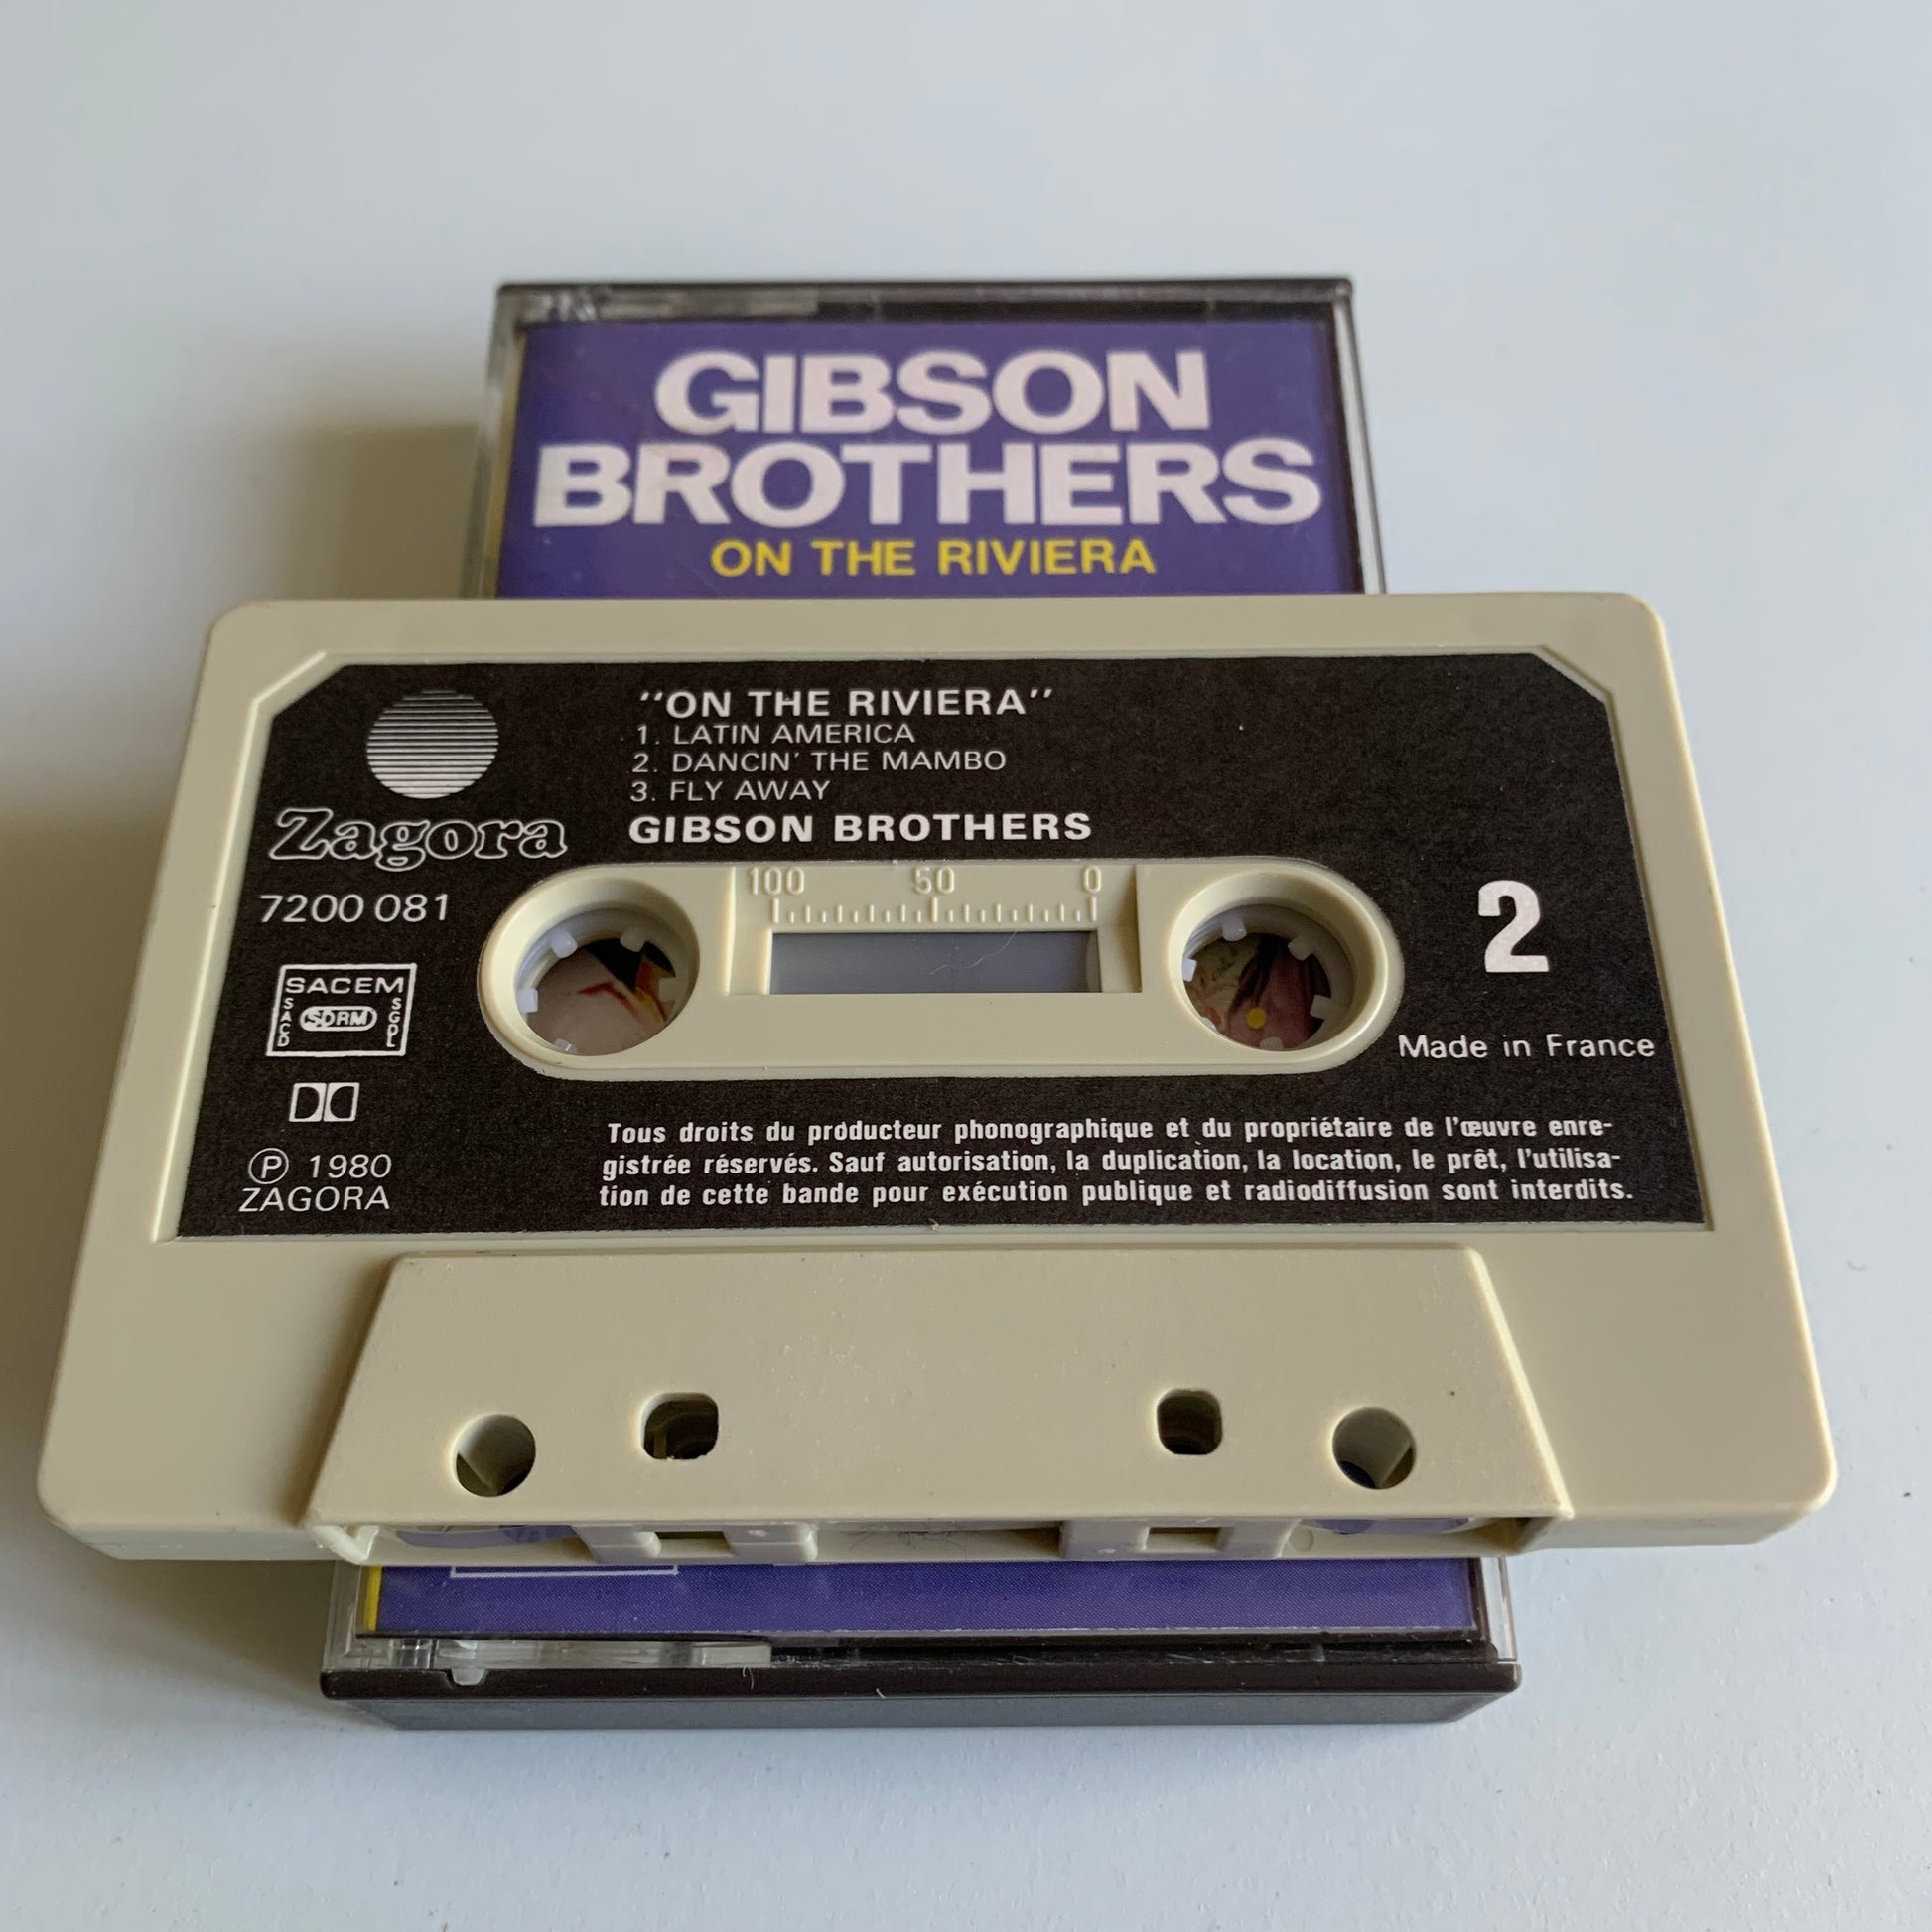 GIBSON
BROTHERS
ON THE RIVIERA
"ON THE RIVIERA"
1. LATIN AMERICA
2. DANCIN' THE MAMBO
3. FLY AWAY
GIBSON BROTHERS
Zagora
7200 081
100 50 0
2
SACEM
SACD
SDRM
SGDL
Made in France
Ⓟ 1980
ZAGORA
Tous droits du producteur phonographique et du propriétaire de l'œuvre enre-
gistrée réservés. Sauf autorisation, la duplication, la location, le prêt, l'utilisa-
tion de cette bande pour exécution publique et radiodiffusion sont interdits.